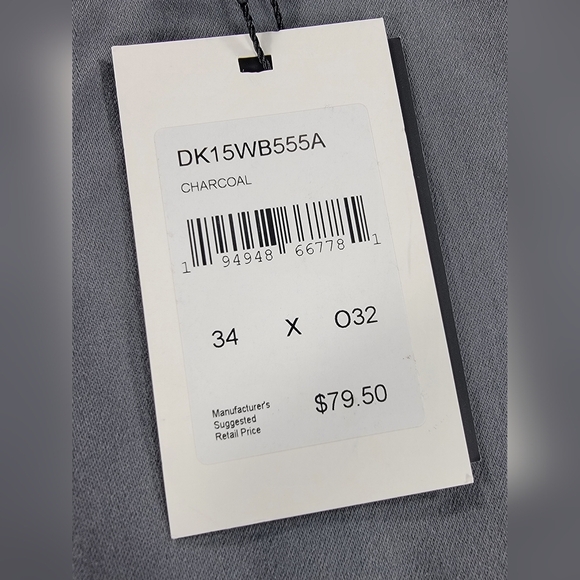 DK15WB555A
CHARCOAL
1 94948 66778 1
34 X O32
Manufacturer's
Suggested
Retail Price
$79.50